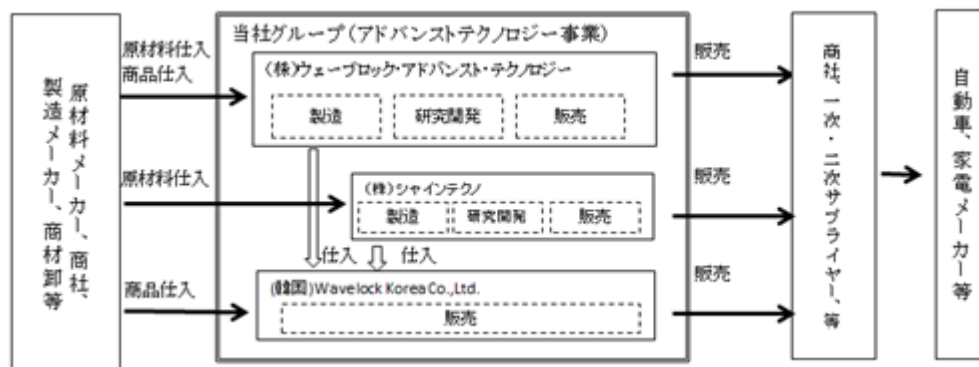 原材料メーカー、商社、
製造メーカー、商材卸等
原材料仕入
商品仕入
原材料仕入
商品仕入
当社グループ(アドバンストテクノロジー事業)
(株)ウェーブロック・アドバンスト・テクノロジー
製造
研究開発
販売
(株)シャインテクノ
製造
研究開発
販売
仕入
仕入
(韓国)Wavelock Korea Co.,Ltd.
販売
販売
販売
販売
商社、一次・二次サプライヤー、等
自動車、家電メーカー等